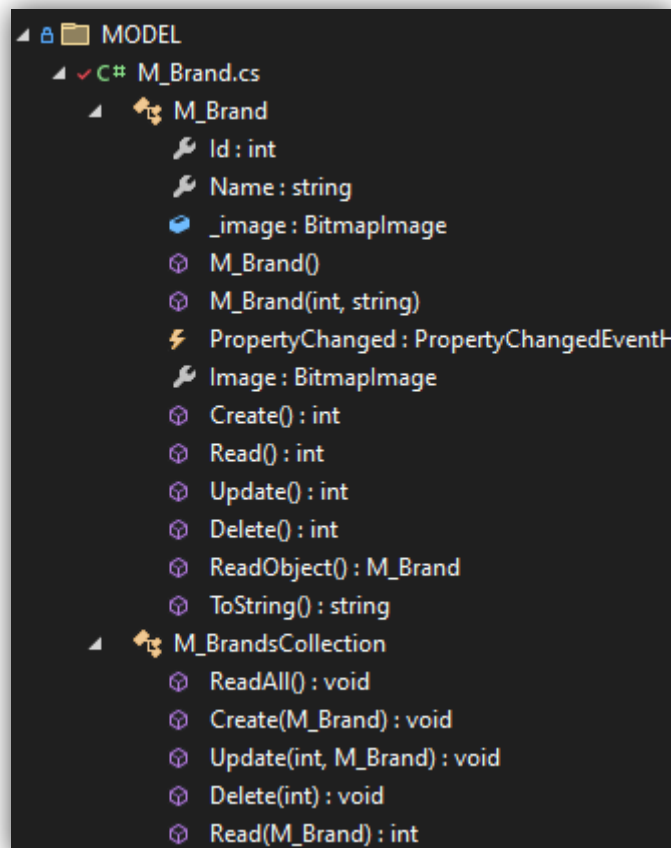 MODEL
C# M_Brand.cs
M_Brand
Id : int
Name : string
_image : BitmapImage
M_Brand()
M_Brand(int, string)
PropertyChanged : PropertyChangedEventH
Image : BitmapImage
Create() : int
Read() : int
Update() : int
Delete() : int
ReadObject() : M_Brand
ToString() : string
M_BrandsCollection
ReadAll() : void
Create(M_Brand) : void
Update(int, M_Brand) : void
Delete(int) : void
Read(M_Brand) : int